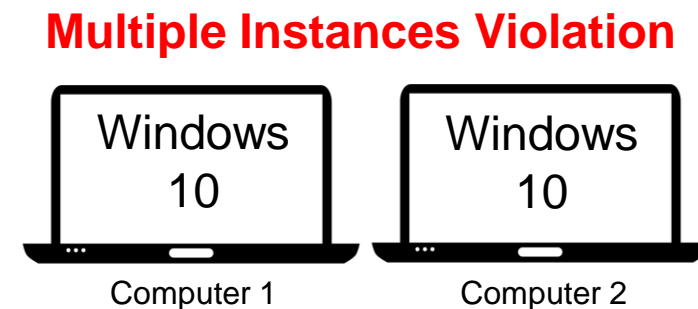 Multiple Instances Violation
Windows
10
Windows
10
Computer 1
Computer 2